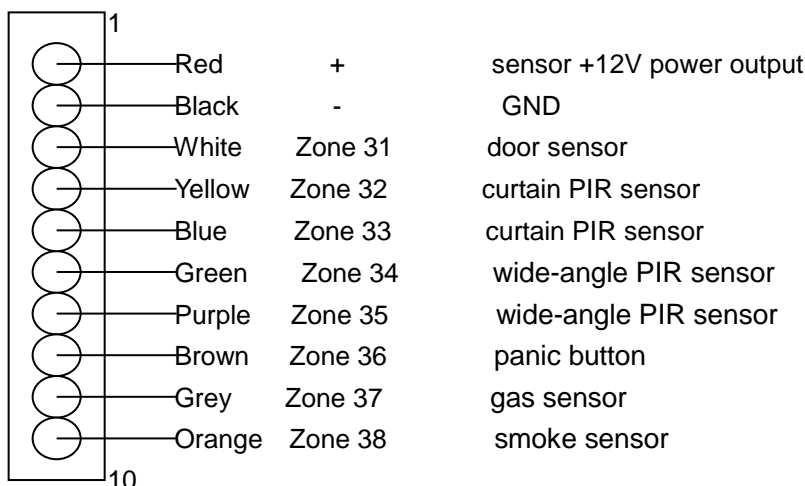 1
Red + sensor +12V power output
Black - GND
White Zone 31 door sensor
Yellow Zone 32 curtain PIR sensor
Blue Zone 33 curtain PIR sensor
Green Zone 34 wide-angle PIR sensor
Purple Zone 35 wide-angle PIR sensor
Brown Zone 36 panic button
Grey Zone 37 gas sensor
Orange Zone 38 smoke sensor
10